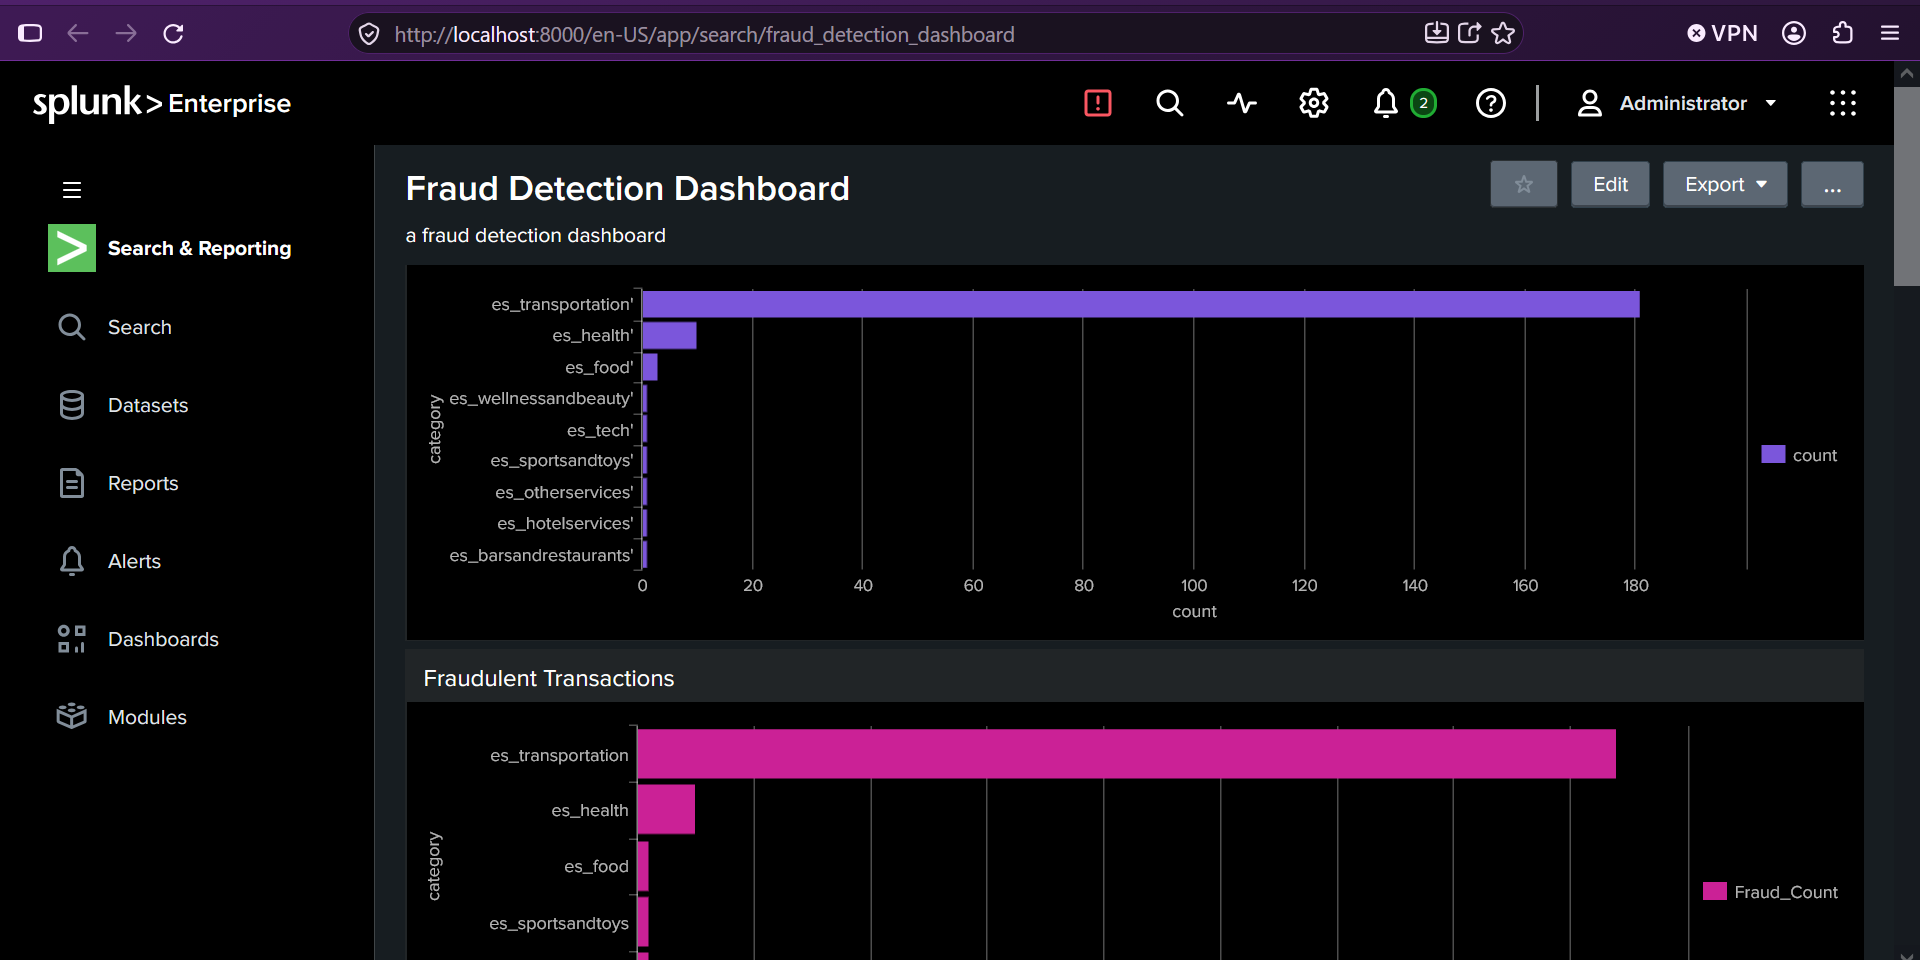 http://localhost:8000/en-US/app/search/fraud_detection_dashboard
VPN
splunk> Enterprise
2
Administrator
Search & Reporting
Search
Datasets
Reports
Alerts
Dashboards
Modules
Fraud Detection Dashboard
Edit
Export
...
a fraud detection dashboard
category
es_transportation'
es_health'
es_food'
es_wellnessandbeauty'
es_tech'
es_sportsandtoys'
es_otherservices'
es_hotelservices'
es_barsandrestaurants'
0 20 40 60 80 100 120 140 160 180
count
count
Fraudulent Transactions
category
es_transportation
es_health
es_food
es_sportsandtoys
Fraud_Count